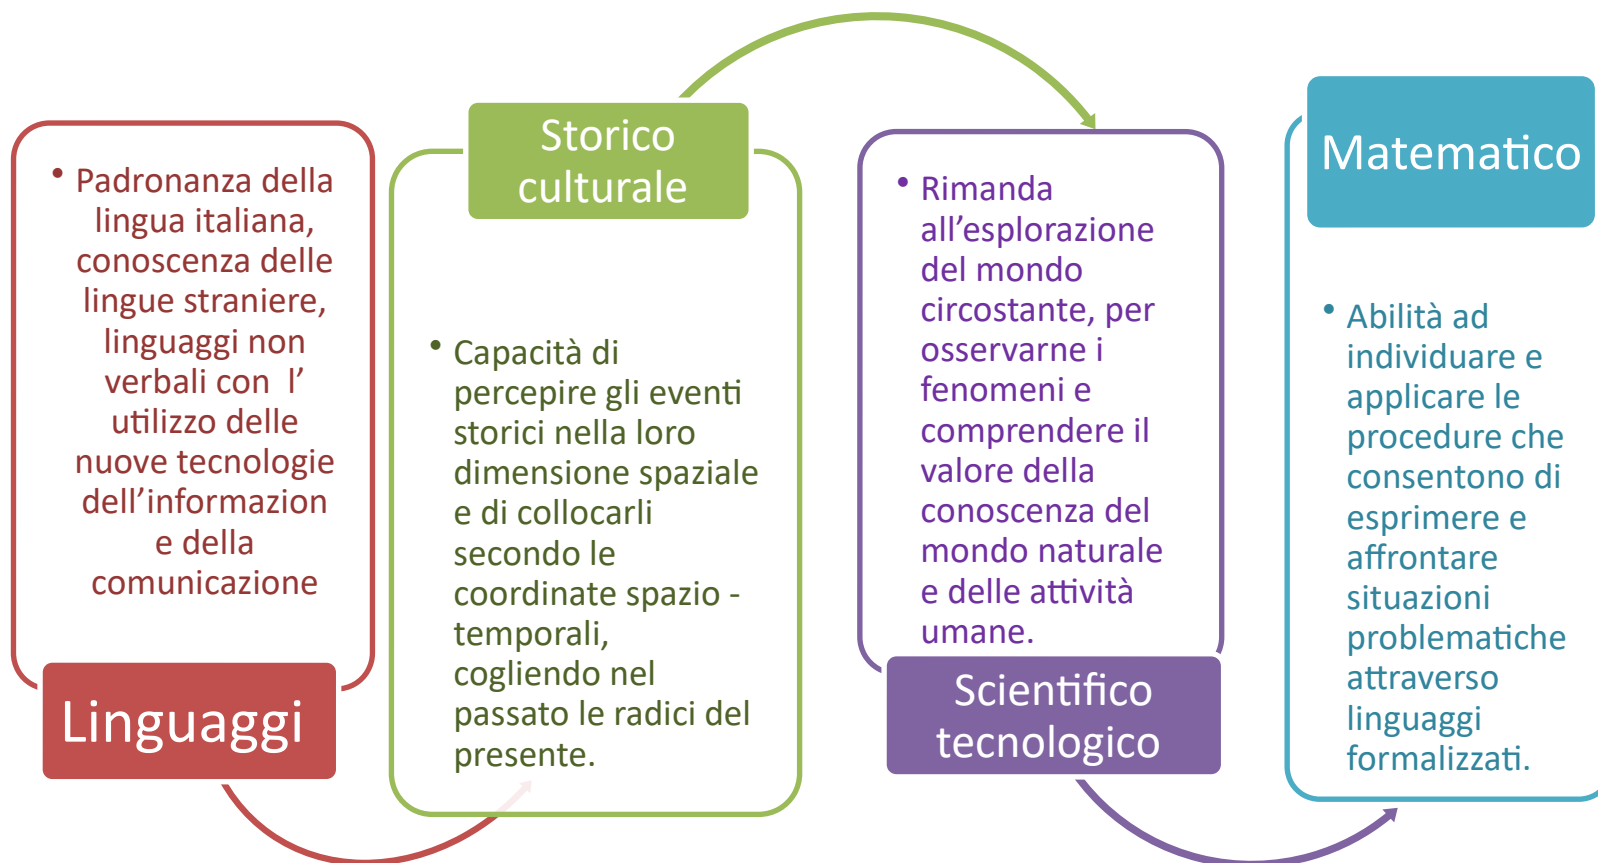 • Padronanza della
lingua italiana,
conoscenza delle
lingue straniere,
linguaggi non
verbali con l’
utilizzo delle
nuove tecnologie
dell’informazion
e della
comunicazione
Linguaggi
Storico
culturale
• Capacità di
percepire gli eventi
storici nella loro
dimensione spaziale
e di collocarli
secondo le
coordinate spazio -
temporali,
cogliendo nel
passato le radici del
presente.
• Rimanda
all’esplorazione
del mondo
circostante, per
osservarne i
fenomeni e
comprendere il
valore della
conoscenza del
mondo naturale
e delle attività
umane.
Scientifico
tecnologico
Matematico
• Abilità ad
individuare e
applicare le
procedure che
consentono di
esprimere e
affrontare
situazioni
problematiche
attraverso
linguaggi
formalizzati.